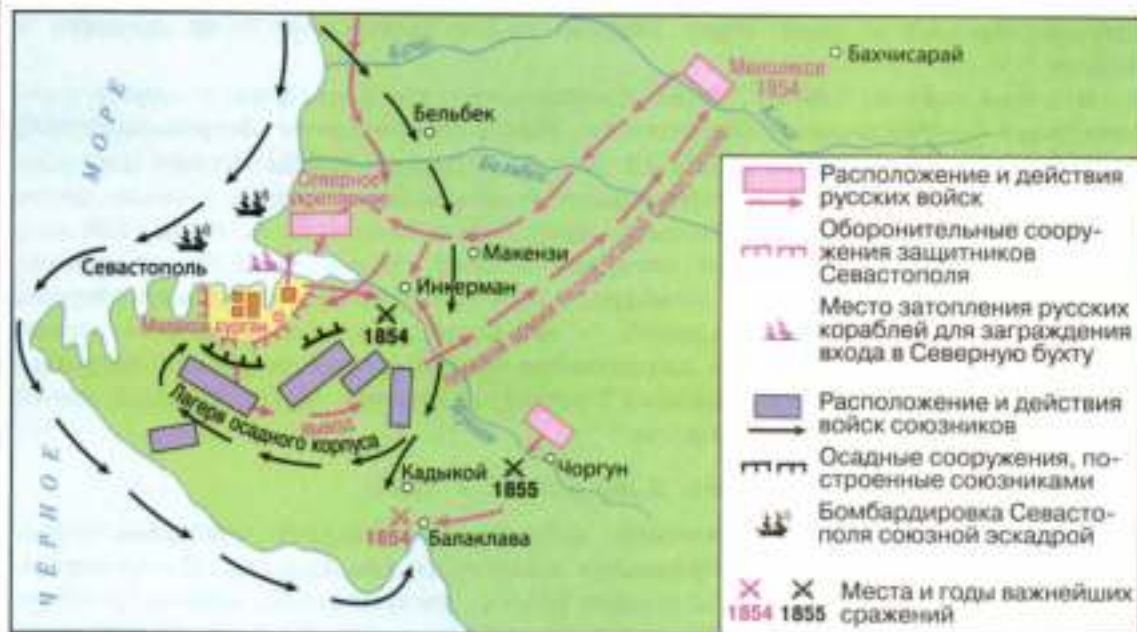 МОРЕ
ЧЕРНОЕ
Бахчисарай
Меншиков
1854
Бельбек
Бельбек
Северное
укрепление
Макензи
Севастополь
Инкерман
Малахов курган
1854
Лагеря осадного корпуса
Кадыкой
Чоргун
1855
1854
Балаклава
Расположение и действия
русских войск
Оборонительные соору-
жения защитников
Севастополя
Место затопления русских
кораблей для заграждения
входа в Северную бухту
Расположение и действия
войск союзников
Осадные сооружения, по-
строенные союзниками
Бомбардировка Севасто-
поля союзной эскадрой
1854 1855
Места и годы важнейших
сражений